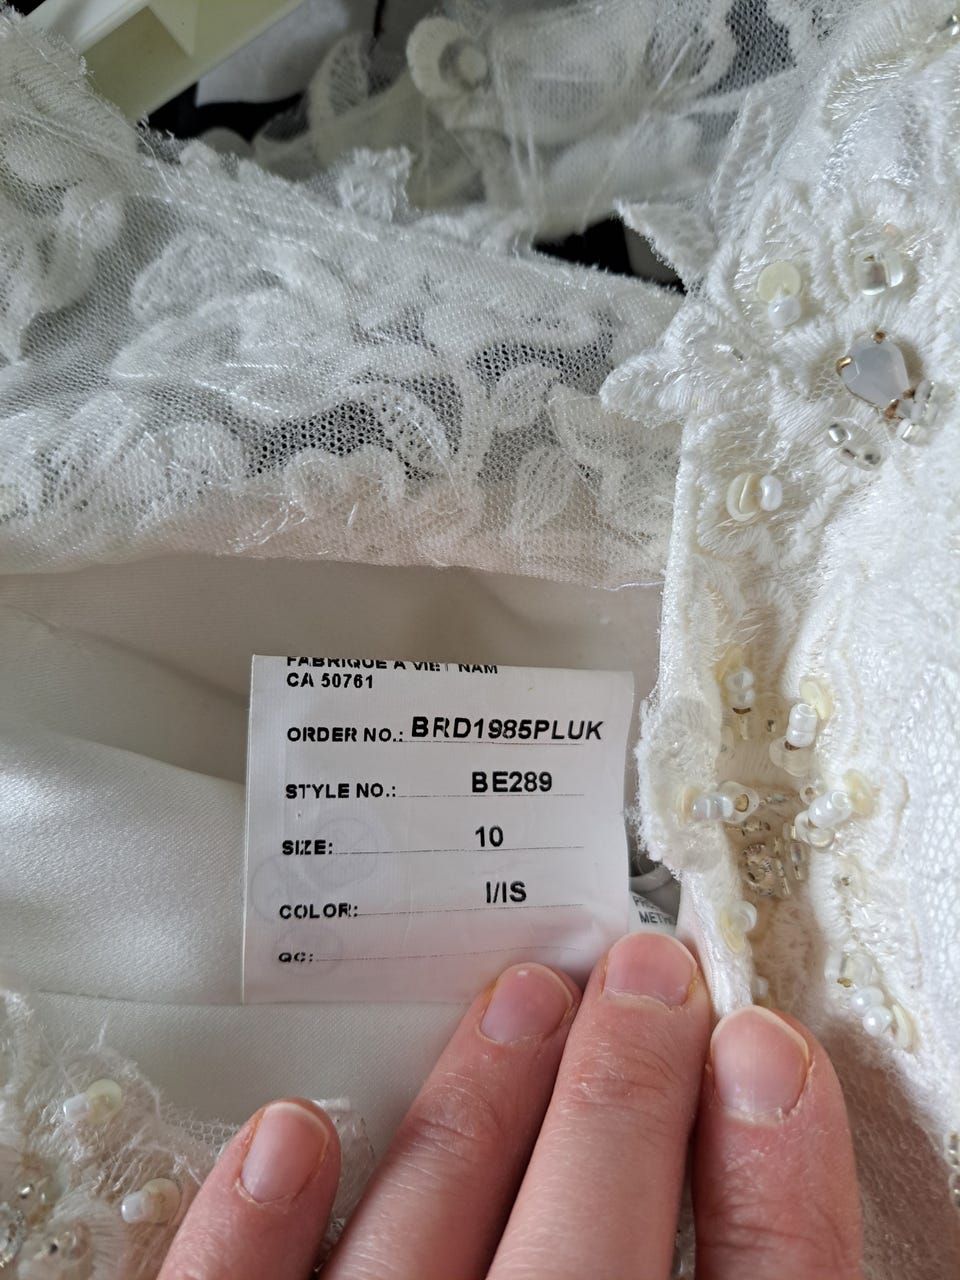 FABRIQUE A VIET NAM
CA 50761
ORDER NO.: BRD1985PLUK
STYLE NO.: BE289
SIZE: 10
COLOR: I/IS
QC: